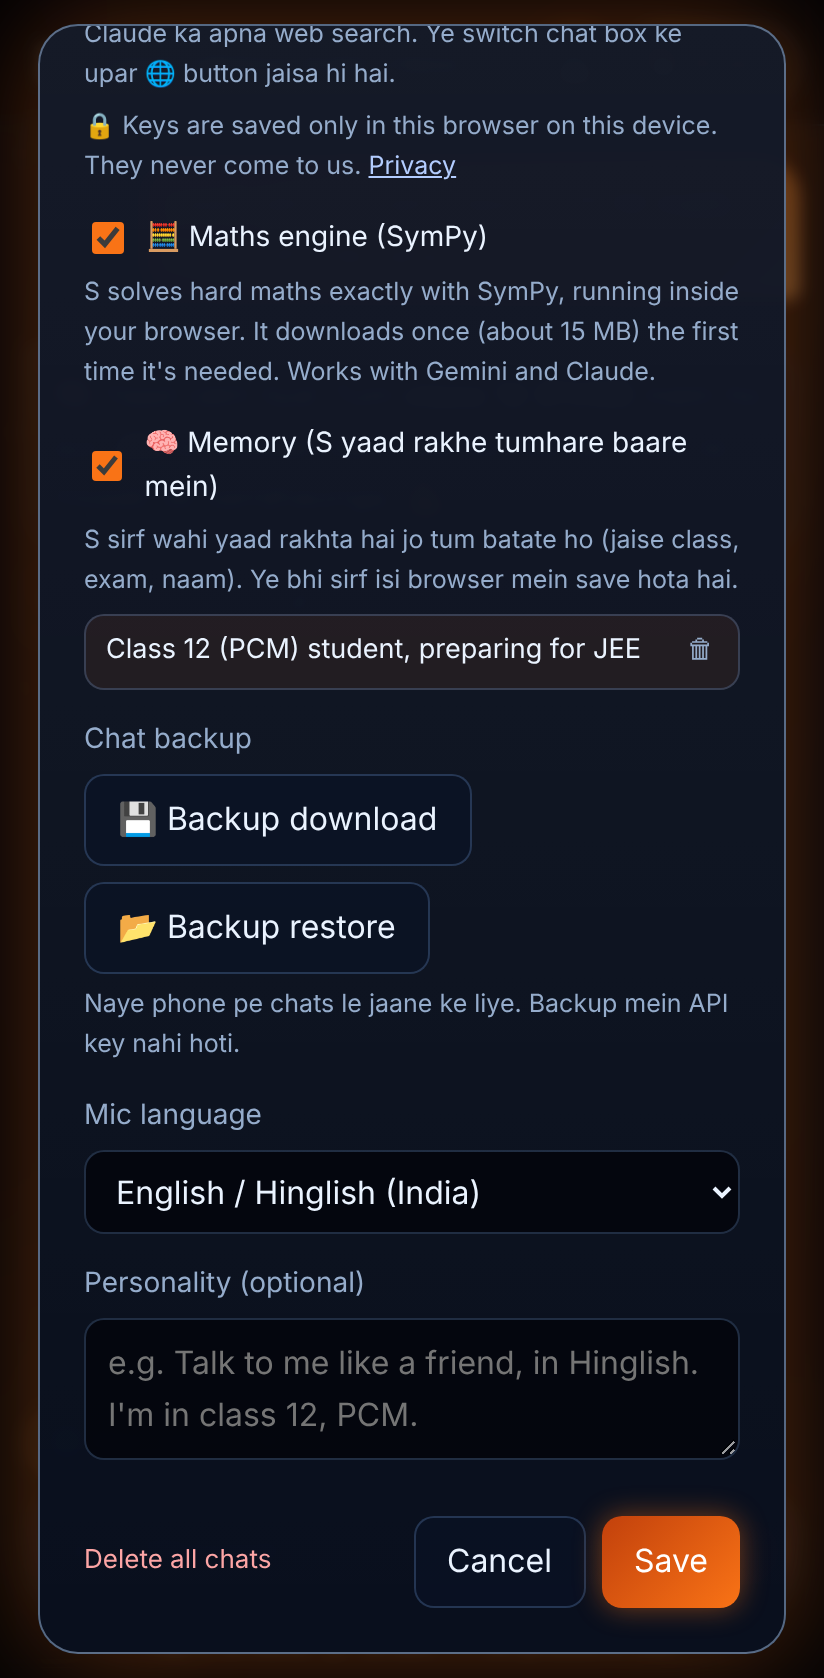 Claude ka apna web search. Ye switch chat box ke
upar 🌐 button jaisa hi hai.
🔒 Keys are saved only in this browser on this device.
They never come to us. Privacy
🧮 Maths engine (SymPy)
S solves hard maths exactly with SymPy, running inside
your browser. It downloads once (about 15 MB) the first
time it's needed. Works with Gemini and Claude.
🧠 Memory (S yaad rakhe tumhare baare
mein)
S sirf wahi yaad rakhta hai jo tum batate ho (jaise class,
exam, naam). Ye bhi sirf isi browser mein save hota hai.
Class 12 (PCM) student, preparing for JEE
Chat backup
💾 Backup download
📂 Backup restore
Naye phone pe chats le jaane ke liye. Backup mein API
key nahi hoti.
Mic language
English / Hinglish (India)
Personality (optional)
e.g. Talk to me like a friend, in Hinglish.
I'm in class 12, PCM.
Delete all chats
Cancel
Save